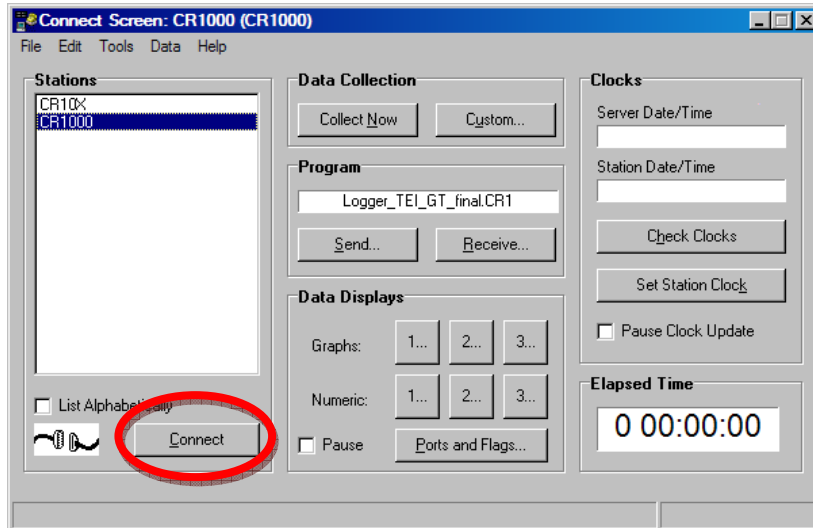 Connect Screen: CR1000 (CR1000)
File Edit Tools Data Help
Stations
CR10X
CR1000
List Alphabetically
Connect
Data Collection
Collect Now
Custom...
Program
Logger_TEI_GT_final.CR1
Send...
Receive...
Data Displays
Graphs: 1... 2... 3...
Numeric: 1... 2... 3...
Pause
Ports and Flags...
Clocks
Server Date/Time
Station Date/Time
Check Clocks
Set Station Clock
Pause Clock Update
Elapsed Time
0 00:00:00